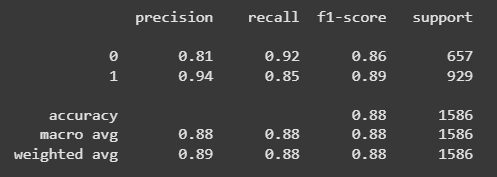 precision recall f1-score support
0 0.81 0.92 0.86 657
1 0.94 0.85 0.89 929
accuracy 0.88 1586
macro avg 0.88 0.88 0.88 1586
weighted avg 0.89 0.88 0.88 1586